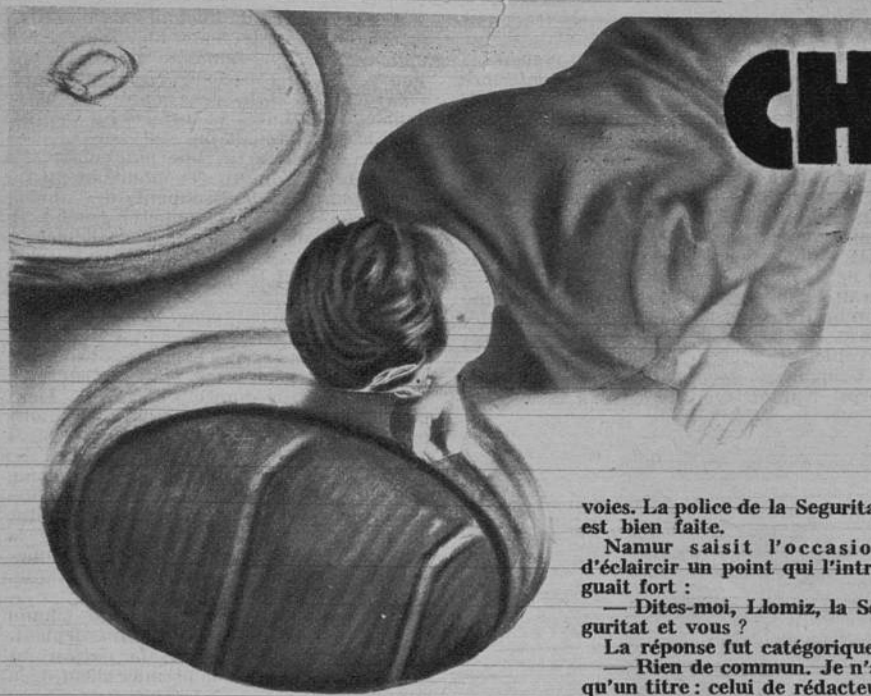 CH
voies. La police de la Segurita
est bien faite.
Namur saisit l'occasio
d'éclaircir un point qui l'intr
guait fort :
— Dites-moi, Llomiz, la Se
guritat et vous ?
La réponse fut catégorique
— Rien de commun. Je n'a
qu'un titre : celui de rédacteu